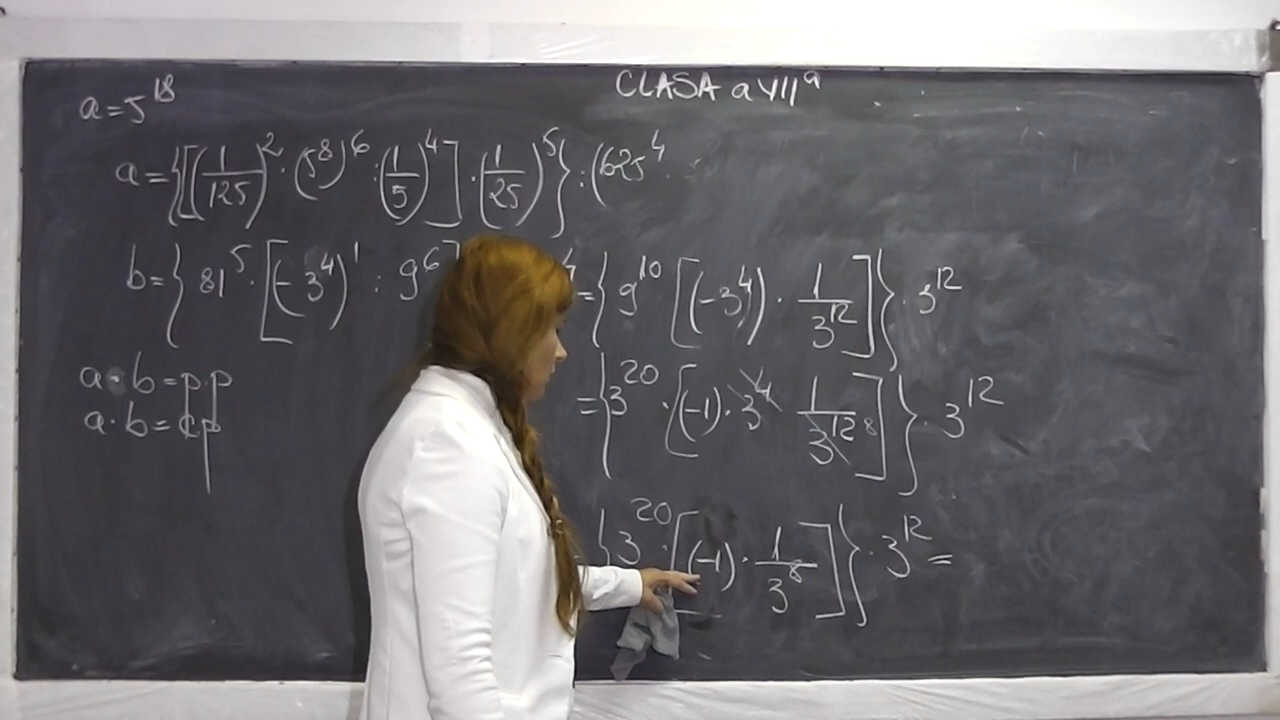 CLASA a VII a
a=5^18
a={[(1/125)^2·(5^8)^6:(1/5)^4]·(1/25)^5}:(625^4
b={81^5·[(-3^4)^1:9^6]
={9^10[(-3^4)·1/3^12]}·3^12
a·b=p.p
={3^20·[(-1)·3^4 1/3^12 8]}·3^12
a·b=cp
{3^20·[(-1)·1/3^8]}·3^12=